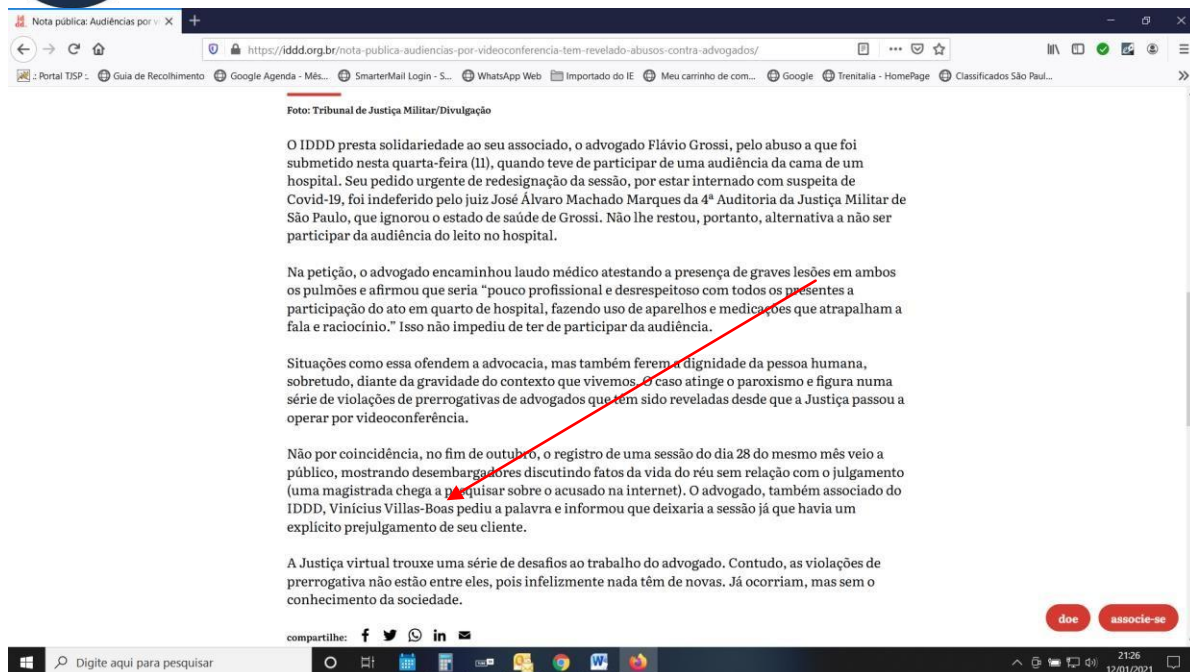 Nota pública: Audiências por v
https://iddd.org.br/nota-publica-audiencias-por-videoconferencia-tem-revelado-abusos-contra-advogados/
.: Portal TJSP :. Guia de Recolhimento Google Agenda - Mês... SmarterMail Login - S... WhatsApp Web Importado do IE Meu carrinho de com... Google Trenitalia - HomePage Classificados São Paul...
Foto: Tribunal de Justiça Militar/Divulgação
O IDDD presta solidariedade ao seu associado, o advogado Flávio Grossi, pelo abuso a que foi
submetido nesta quarta-feira (11), quando teve de participar de uma audiência da cama de um
hospital. Seu pedido urgente de redesignação da sessão, por estar internado com suspeita de
Covid-19, foi indeferido pelo juiz José Álvaro Machado Marques da 4ª Auditoria da Justiça Militar de
São Paulo, que ignorou o estado de saúde de Grossi. Não lhe restou, portanto, alternativa a não ser
participar da audiência do leito no hospital.
Na petição, o advogado encaminhou laudo médico atestando a presença de graves lesões em ambos
os pulmões e afirmou que seria “pouco profissional e desrespeitoso com todos os presentes a
participação do ato em quarto de hospital, fazendo uso de aparelhos e medicações que atrapalham a
fala e raciocínio.” Isso não impediu de ter de participar da audiência.
Situações como essa ofendem a advocacia, mas também ferem a dignidade da pessoa humana,
sobretudo, diante da gravidade do contexto que vivemos. O caso atinge o paroxismo e figura numa
série de violações de prerrogativas de advogados que têm sido reveladas desde que a Justiça passou a
operar por videoconferência.
Não por coincidência, no fim de outubro, o registro de uma sessão do dia 28 do mesmo mês veio a
público, mostrando desembargadores discutindo fatos da vida do réu sem relação com o julgamento
(uma magistrada chega a pesquisar sobre o acusado na internet). O advogado, também associado do
IDDD, Vinícius Villas-Boas pediu a palavra e informou que deixaria a sessão já que havia um
explícito prejulgamento de seu cliente.
A Justiça virtual trouxe uma série de desafios ao trabalho do advogado. Contudo, as violações de
prerrogativa não estão entre eles, pois infelizmente nada têm de novas. Já ocorriam, mas sem o
conhecimento da sociedade.
doe associe-se
compartilhe:
Digite aqui para pesquisar
21:26
12/01/2021